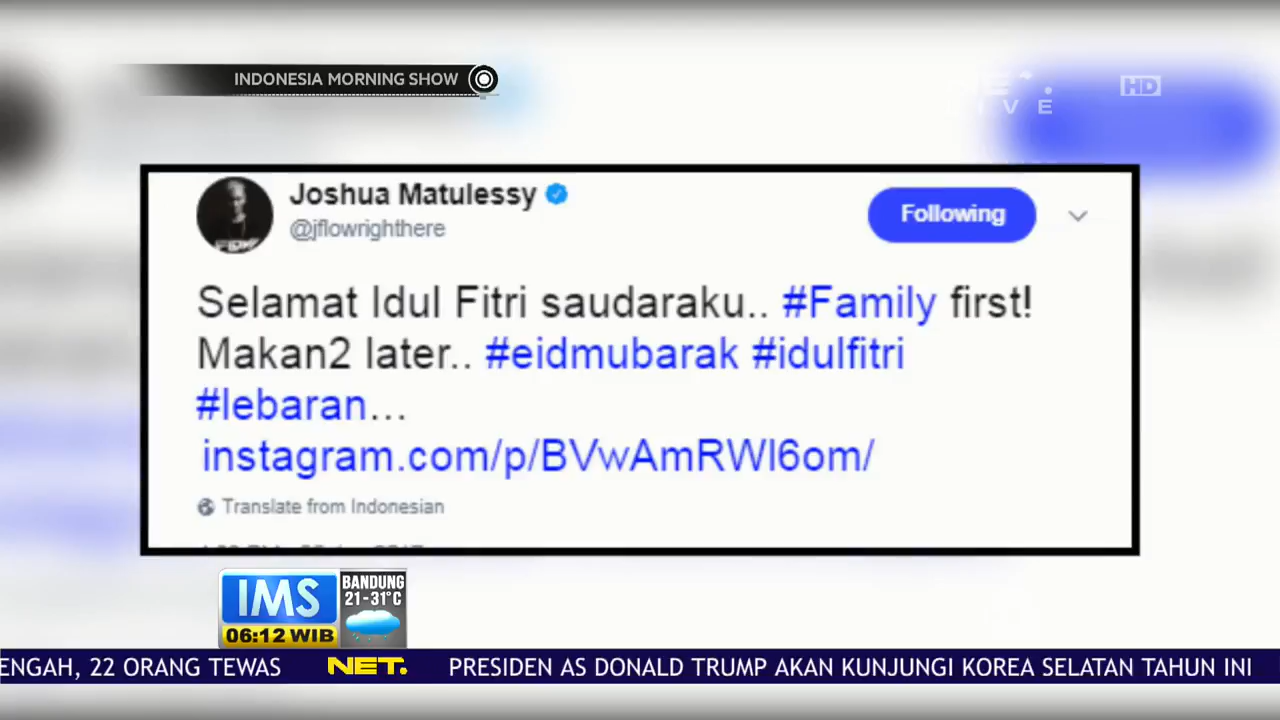 INDONESIA MORNING SHOW
HD
Joshua Matulessy
@jflowrighthere
Following
Selamat Idul Fitri saudaraku.. #Family first!
Makan2 later.. #eidmubarak #idulfitri
#lebaran...
instagram.com/p/BVwAmRWl6om/
Translate from Indonesian
IMS
BANDUNG
21-31°C
06:12 WIB
ENGAH, 22 ORANG TEWAS NET. PRESIDEN AS DONALD TRUMP AKAN KUNJUNGI KOREA SELATAN TAHUN INI